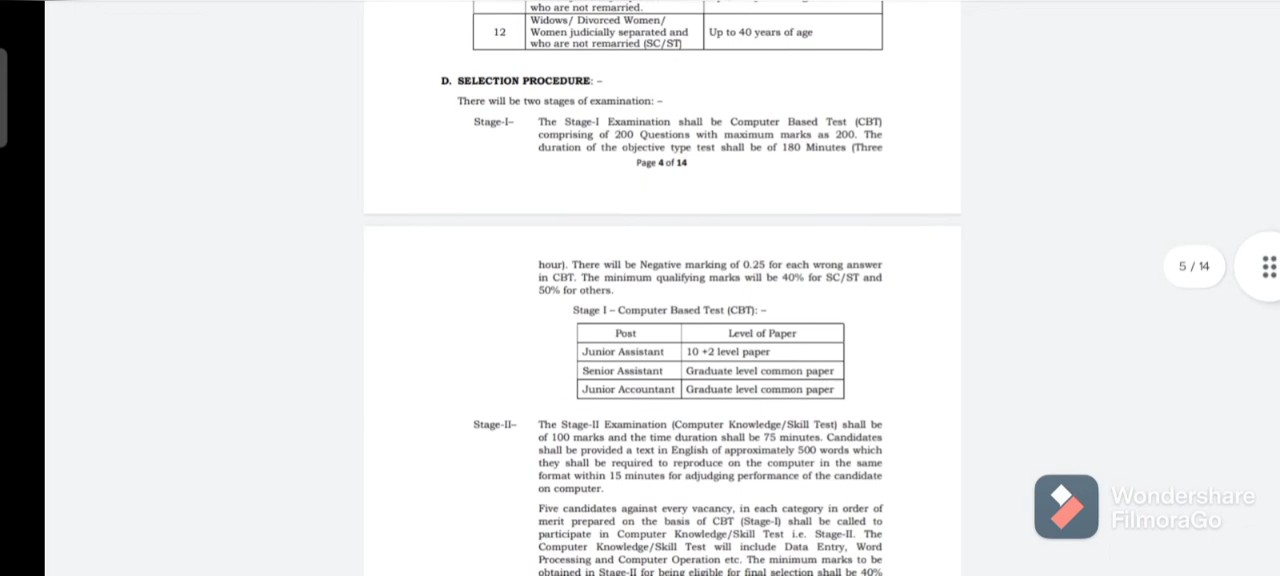 who are not remarried.
12
Widows/ Divorced Women/
Women judicially separated and
who are not remarried (SC/ST)
Up to 40 years of age
D. SELECTION PROCEDURE: –
There will be two stages of examination: –
Stage-I– The Stage-I Examination shall be Computer Based Test (CBT)
comprising of 200 Questions with maximum marks as 200. The
duration of the objective type test shall be of 180 Minutes (Three
Page 4 of 14
hour). There will be Negative marking of 0.25 for each wrong answer
in CBT. The minimum qualifying marks will be 40% for SC/ST and
50% for others.
5 / 14
Stage I – Computer Based Test (CBT): –
Post Level of Paper
Junior Assistant 10 +2 level paper
Senior Assistant Graduate level common paper
Junior Accountant Graduate level common paper
Stage-II– The Stage-II Examination (Computer Knowledge/Skill Test) shall be
of 100 marks and the time duration shall be 75 minutes. Candidates
shall be provided a text in English of approximately 500 words which
they shall be required to reproduce on the computer in the same
format within 15 minutes for adjudging performance of the candidate
on computer.
Five candidates against every vacancy, in each category in order of
merit prepared on the basis of CBT (Stage-I) shall be called to
participate in Computer Knowledge/Skill Test i.e. Stage-II. The
Computer Knowledge/Skill Test will include Data Entry, Word
Processing and Computer Operation etc. The minimum marks to be
obtained in Stage-II for being eligible for final selection shall be 40%
Wondershare
FilmoraGo